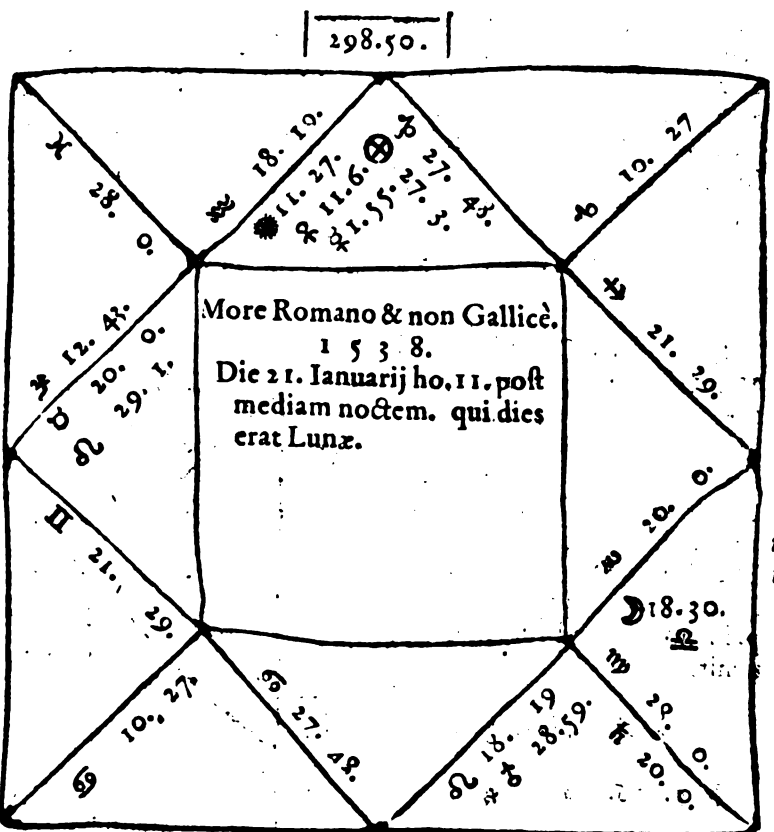 298.50.
♓ 28. 0.
♒ 18. 19.
☉ 11. 27.
♀ 11. 6.
☿ 1. 55.
⊗ 27. 3.
♑ 27. 43.
♑ 10. 27
♐ 21. 29.
♃ 12. 43.
♉ 20. 0.
☊ 29. 1.
More Romano & non Gallicè.
1 5 3 8.
Die 21. Ianuarij ho. 11. poſt
mediam noctem. qui dies
erat Lunæ.
♏ 20. 0.
☽ 18.30.
♎
♊ 21. 29.
♋ 10. 27.
♋ 27. 48.
♌ 18. 19
♂ 28.59.
♍ 28. 0.
♄ 20. 0.